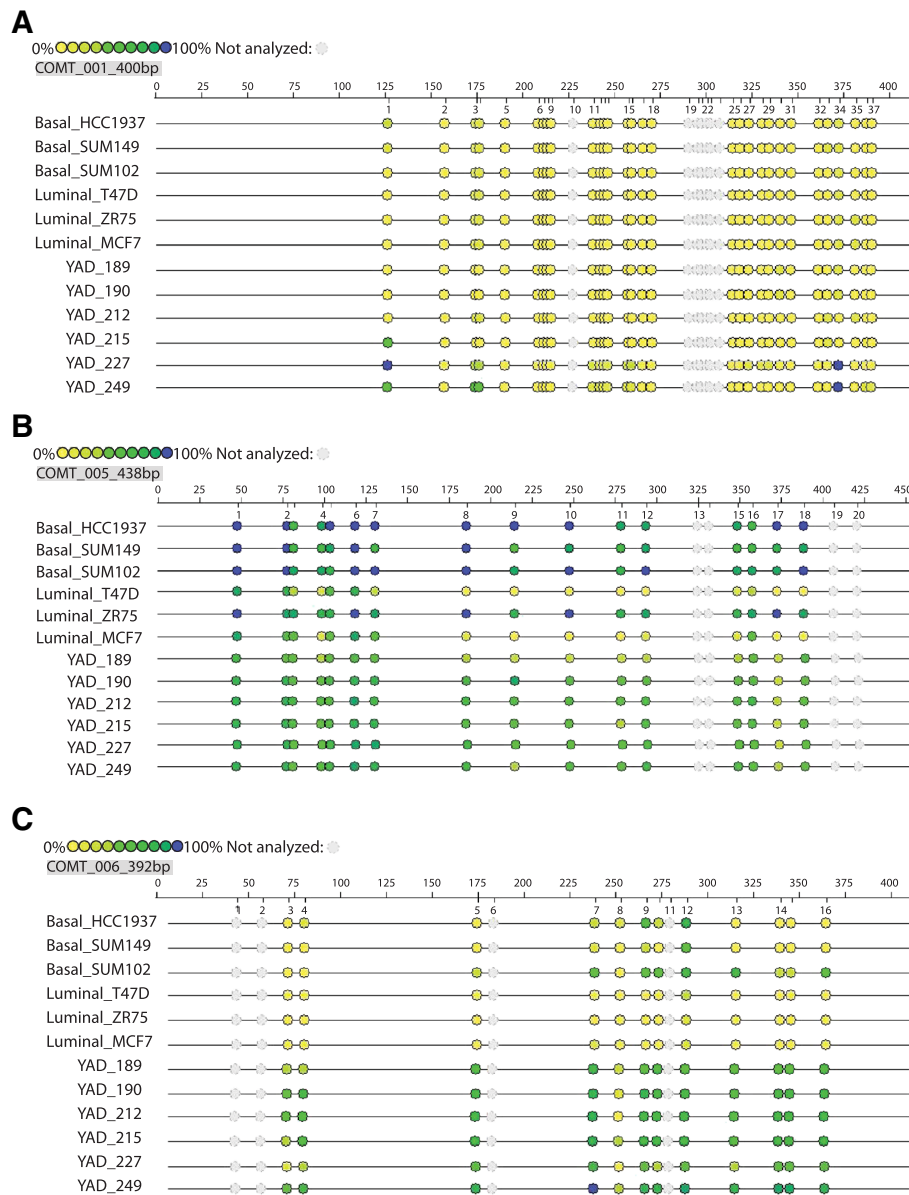 A
0% 100% Not analyzed:
COMT_001_400bp
0 25 50 75 100 125 150 175 200 225 250 275 300 325 350 375 400
1 2 3 5 6 9 10 11 15 18 19 22 25 27 29 31 32 34 35 37
Basal_HCC1937
Basal_SUM149
Basal_SUM102
Luminal_T47D
Luminal_ZR75
Luminal_MCF7
YAD_189
YAD_190
YAD_212
YAD_215
YAD_227
YAD_249
B
0% 100% Not analyzed:
COMT_005_438bp
0 25 50 75 100 125 150 175 200 225 250 275 300 325 350 375 400 425 450
1 2 4 6 7 8 9 10 11 12 13 15 16 17 18 19 20
Basal_HCC1937
Basal_SUM149
Basal_SUM102
Luminal_T47D
Luminal_ZR75
Luminal_MCF7
YAD_189
YAD_190
YAD_212
YAD_215
YAD_227
YAD_249
C
0% 100% Not analyzed:
COMT_006_392bp
0 25 50 75 100 125 150 175 200 225 250 275 300 325 350 375 400
1 2 3 4 5 6 7 8 9 11 12 13 14 16
Basal_HCC1937
Basal_SUM149
Basal_SUM102
Luminal_T47D
Luminal_ZR75
Luminal_MCF7
YAD_189
YAD_190
YAD_212
YAD_215
YAD_227
YAD_249